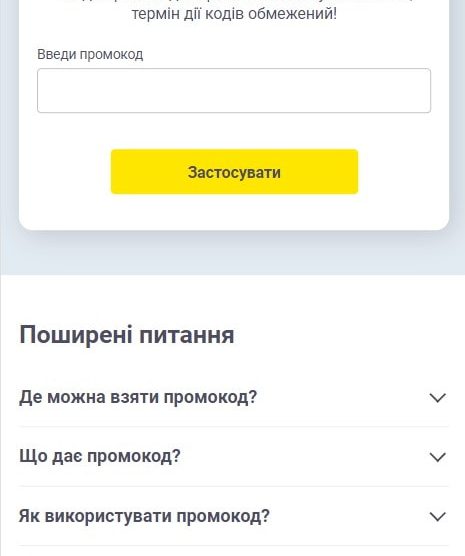 термін дії кодів обмежений!
Введи промокод
Застосувати
Поширені питання
Де можна взяти промокод?
Що дає промокод?
Як використувати промокод?